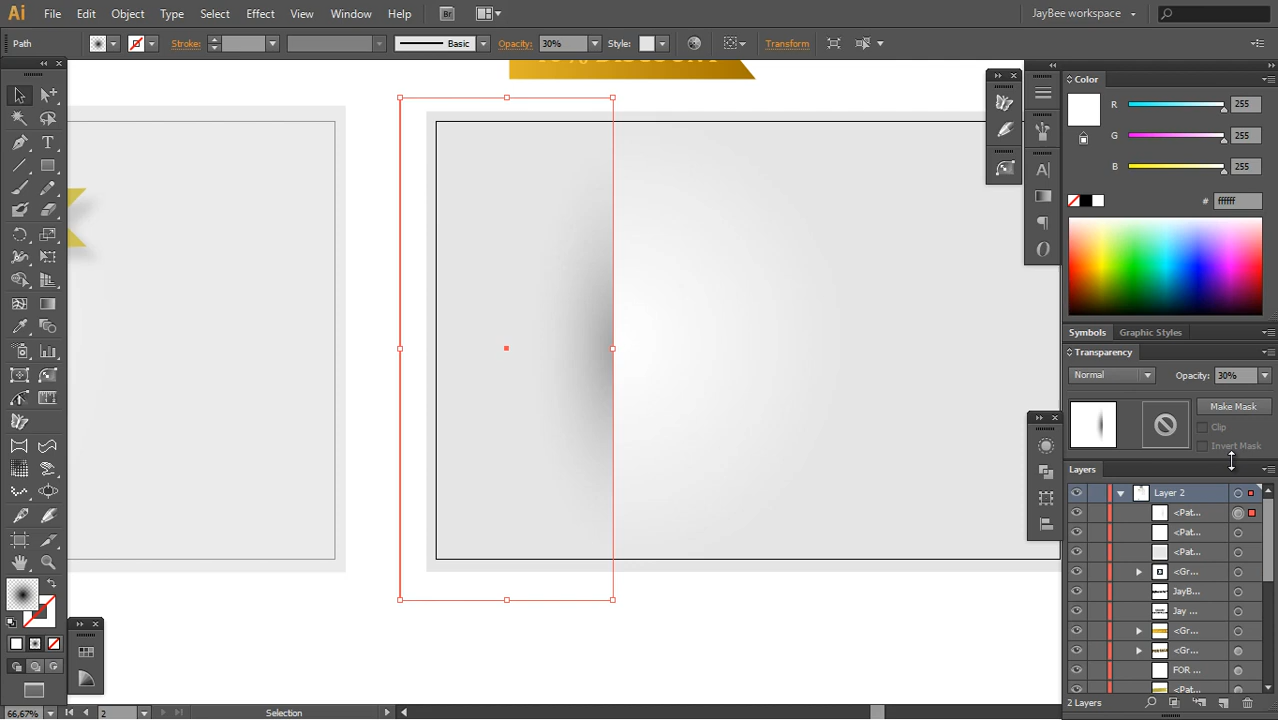 Ai File Edit Object Type Select Effect View Window Help Br JayBee workspace
Path Stroke: Basic Opacity: 30% Style: Transform
Color
R 255
G 255
B 255
# ffffff
Symbols Graphic Styles
Transparency
Normal Opacity: 30%
Make Mask
Clip
Invert Mask
Layers
Layer 2
<Pat...
<Pat...
<Pat...
<Gr...
JayB...
Jay ...
<Gr...
<Gr...
FOR ...
<Pat...
2 Layers
66,67% 2 Selection